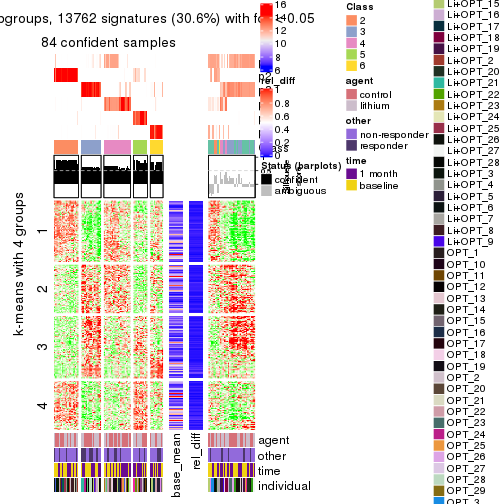 ogroups, 13762 signatures (30.6%) with fd
84 confident samples
k-means with 4 groups
1
2
3
4
agent
other
time
individual
base_mean
rel_diff
16
14
12
10
8
6
rel_diff
1
0.8
0.6
0.4
0.2
0
Status (barplots)
confident
ambiguous
Class
2
3
4
5
6
agent
control
lithium
other
non-responder
responder
time
1 month
baseline
Li+OPT_15
Li+OPT_16
Li+OPT_17
Li+OPT_18
Li+OPT_19
Li+OPT_2
Li+OPT_20
Li+OPT_21
Li+OPT_22
Li+OPT_23
Li+OPT_24
Li+OPT_25
Li+OPT_26
Li+OPT_27
Li+OPT_28
Li+OPT_3
Li+OPT_4
Li+OPT_5
Li+OPT_6
Li+OPT_7
Li+OPT_8
Li+OPT_9
OPT_1
OPT_10
OPT_11
OPT_12
OPT_13
OPT_14
OPT_15
OPT_16
OPT_17
OPT_18
OPT_19
OPT_2
OPT_20
OPT_21
OPT_22
OPT_23
OPT_24
OPT_25
OPT_26
OPT_27
OPT_28
OPT_29
OPT_3